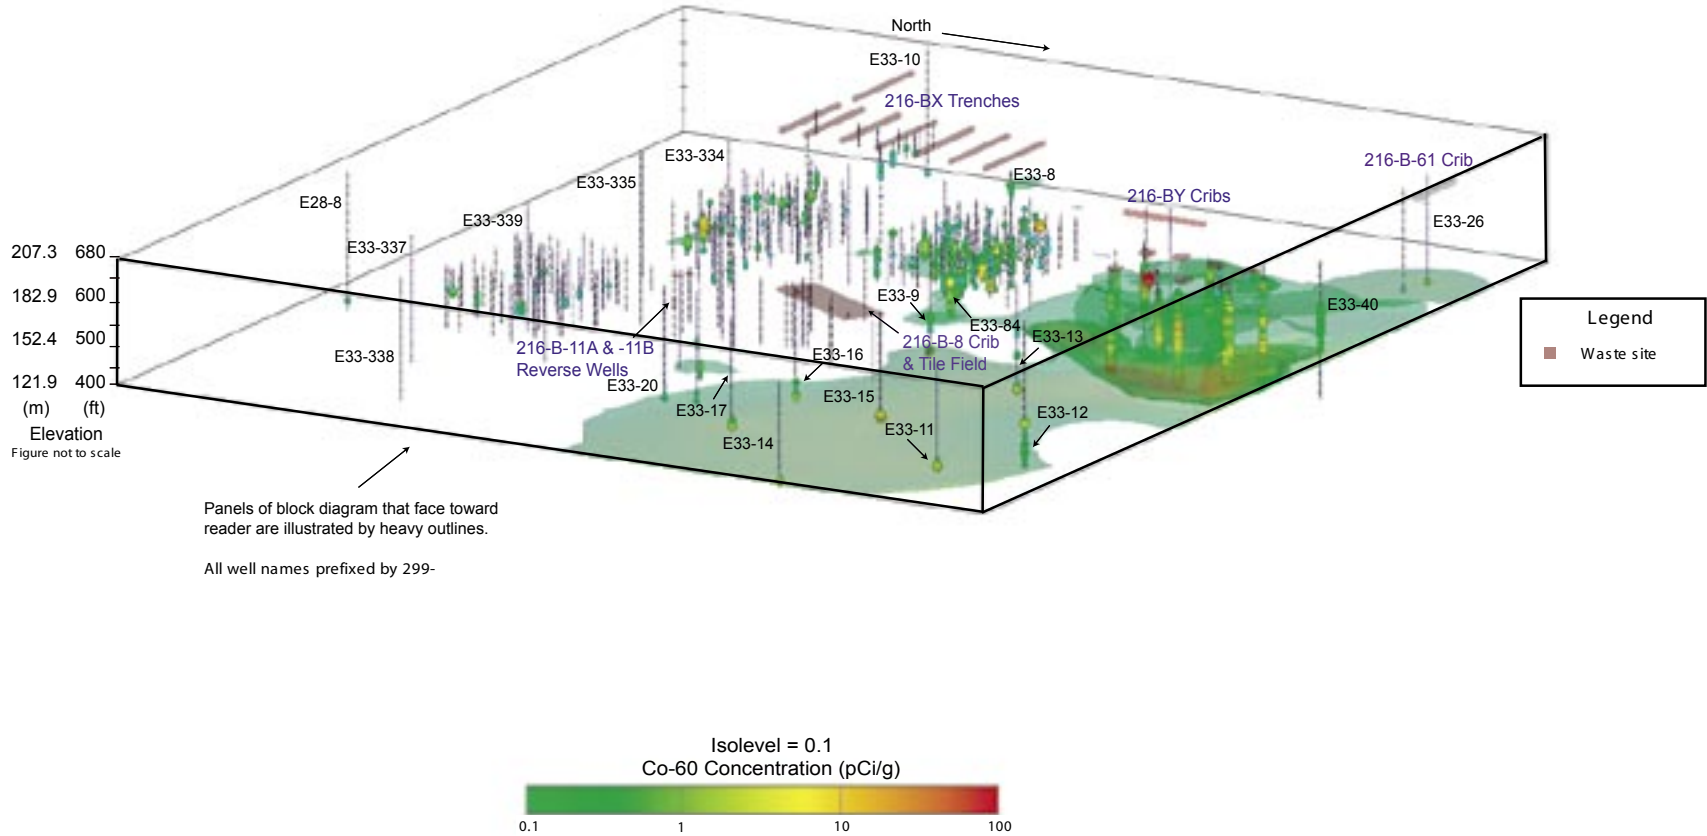 North
E33-10
216-BX Trenches
E33-334
216-B-61 Crib
E33-335
E33-8
216-BY Cribs
E28-8
E33-339
E33-26
E33-337
207.3 680
182.9 600
152.4 500
121.9 400
(m) (ft)
Elevation
Figure not to scale
E33-9
E33-40
E33-84
E33-13
216-B-8 Crib
& Tile Field
216-B-11A & -11B
Reverse Wells
E33-338
E33-16
E33-20
E33-15
E33-17
E33-12
E33-11
E33-14
Legend
Waste site
Panels of block diagram that face toward
reader are illustrated by heavy outlines.
All well names prefixed by 299-
Isolevel = 0.1
Co-60 Concentration (pCi/g)
0.1 1 10 100